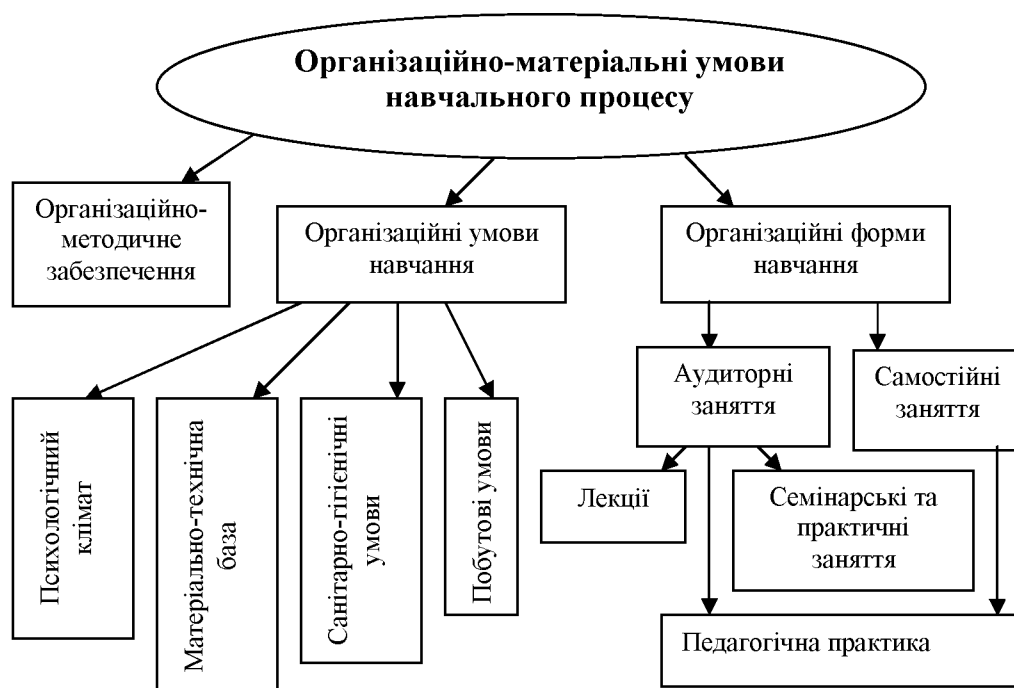 Організаційно-матеріальні умови
навчального процесу
Організаційно-
методичне
забезпечення
Організаційні умови
навчання
Організаційні форми
навчання
Аудиторні
заняття
Самостійні
заняття
Психологічний
клімат
Матеріально-технічна
база
Санітарно-гігієнічні
умови
Побутові умови
Лекції
Семінарські та
практичні
заняття
Педагогічна практика